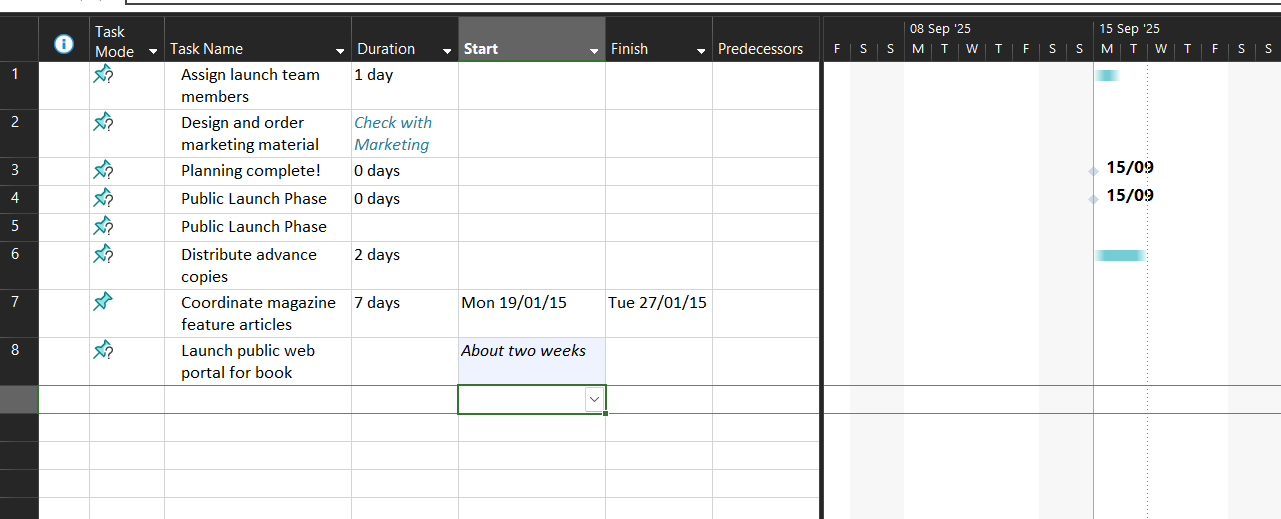 Task Mode Task Name Duration Start Finish Predecessors
08 Sep '25 15 Sep '25
F S S M T W T F S S M T W T F S S
1 Assign launch team members 1 day
2 Design and order marketing material Check with Marketing
3 Planning complete! 0 days 15/09
4 Public Launch Phase 0 days 15/09
5 Public Launch Phase
6 Distribute advance copies 2 days
7 Coordinate magazine feature articles 7 days Mon 19/01/15 Tue 27/01/15
8 Launch public web portal for book About two weeks